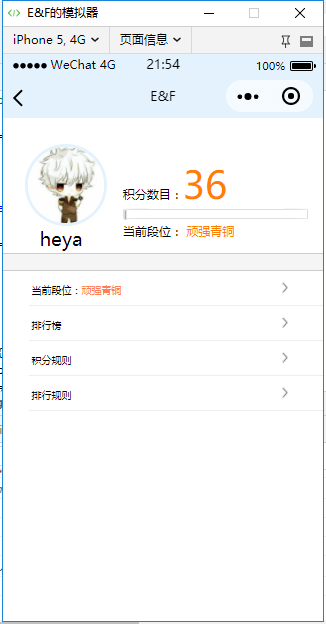 E&F的模拟器
iPhone 5, 4G 页面信息
WeChat 4G 21:54 100%
E&F
积分数目：36
heya
当前段位： 顽强青铜
当前段位：顽强青铜
排行榜
积分规则
排行规则